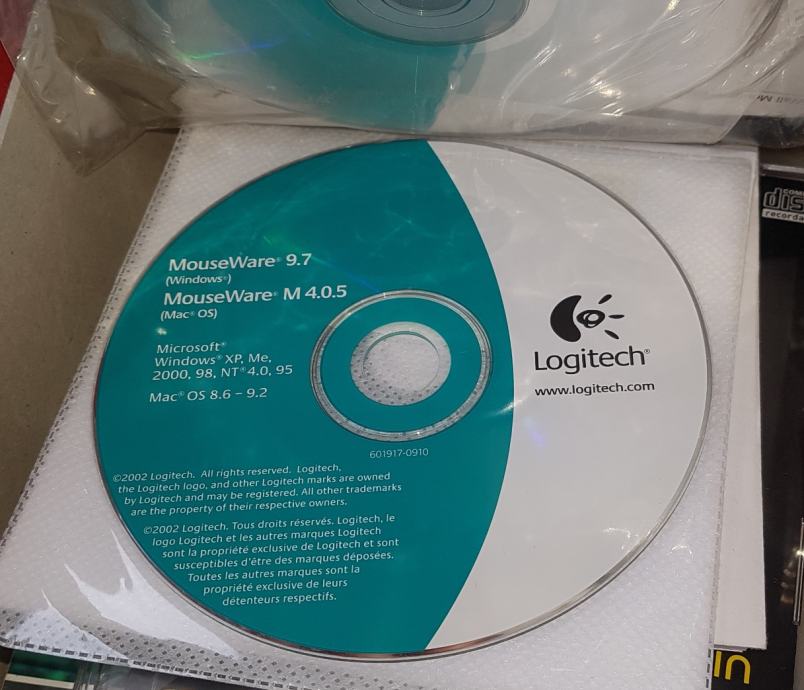 MouseWare® 9.7
(Windows®)
MouseWare® M 4.0.5
(Mac® OS)
Microsoft®
Windows® XP, Me,
2000, 98, NT® 4.0, 95
Mac® OS 8.6 – 9.2
Logitech®
www.logitech.com
601917-0910
©2002 Logitech. All rights reserved. Logitech,
the Logitech logo, and other Logitech marks are owned
by Logitech and may be registered. All other trademarks
are the property of their respective owners.
©2002 Logitech. Tous droits réservés. Logitech, le
logo Logitech et les autres marques Logitech
sont la propriété exclusive de Logitech et sont
susceptibles d'être des marques déposées.
Toutes les autres marques sont la
propriété exclusive de leurs
détenteurs respectifs.